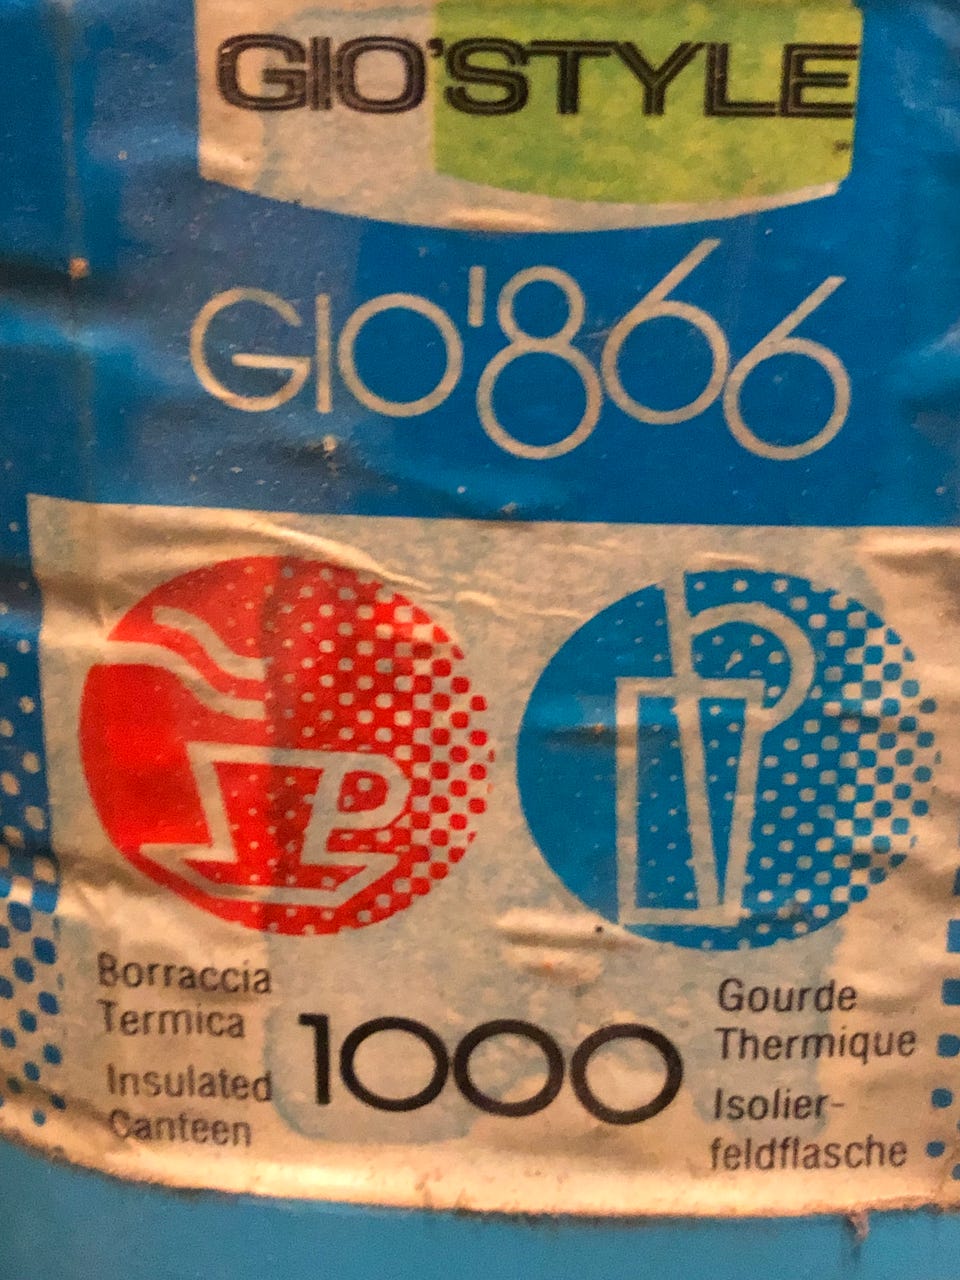 GIO'STYLE
GIO'866
Borraccia
Termica
Insulated
Canteen
1000
Gourde
Thermique
Isolier-
feldflasche